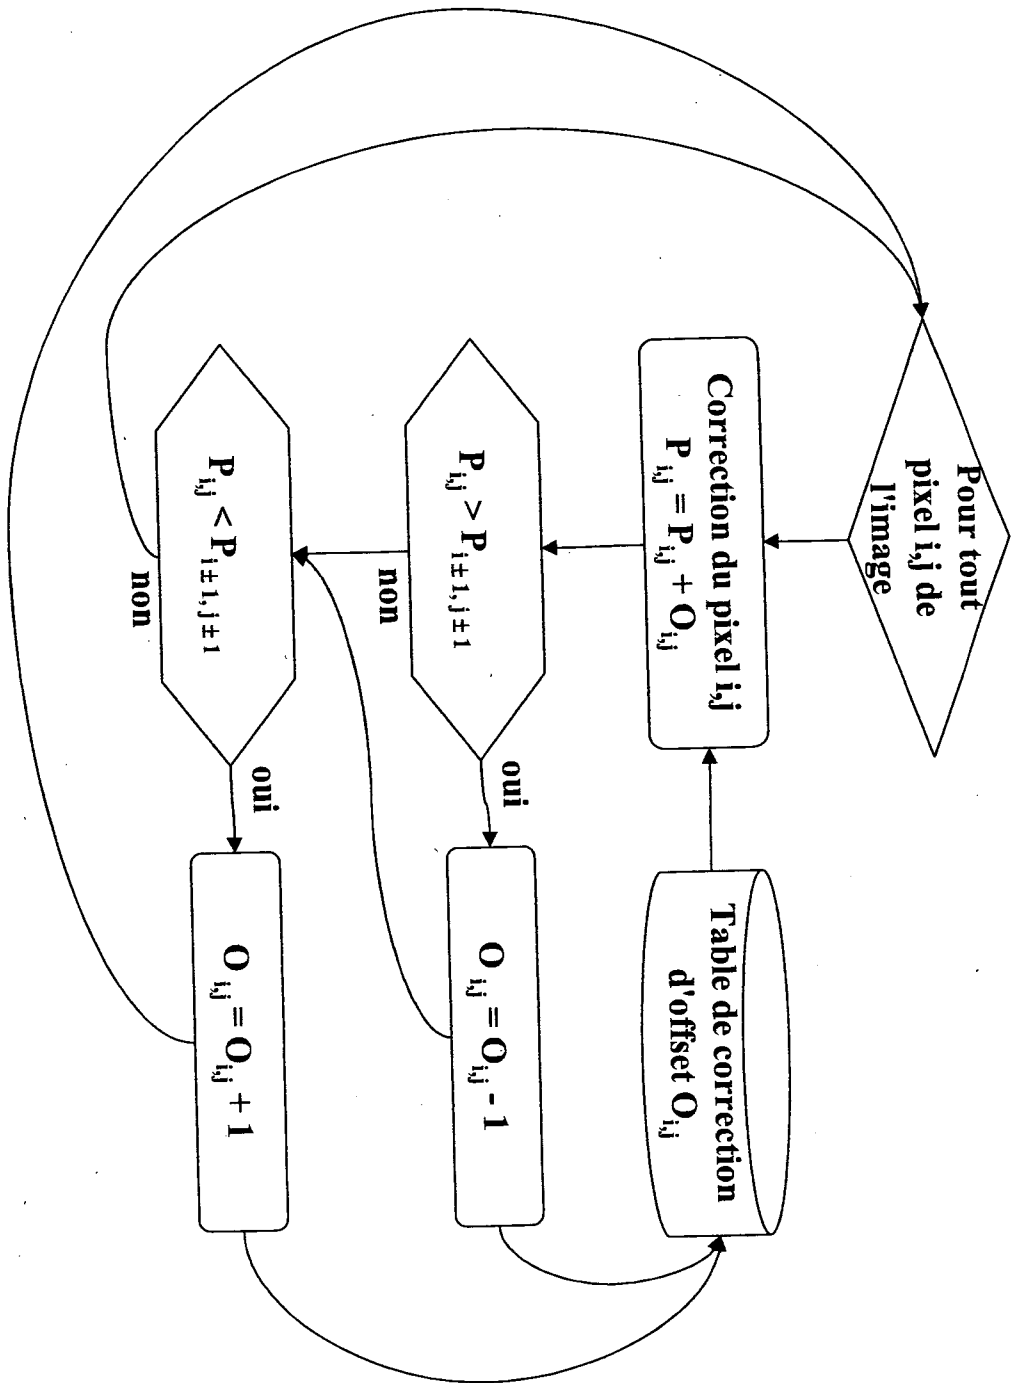 Pour tout
pixel i,j de
l'image
Correction du pixel i,j
P i,j = P i,j + O i,j
Table de correction
d'offset O i,j
P i,j > P i±1,j±1
oui
non
O i,j = O i,j - 1
P i,j < P i±1,j±1
oui
non
O i,j = O i,j + 1